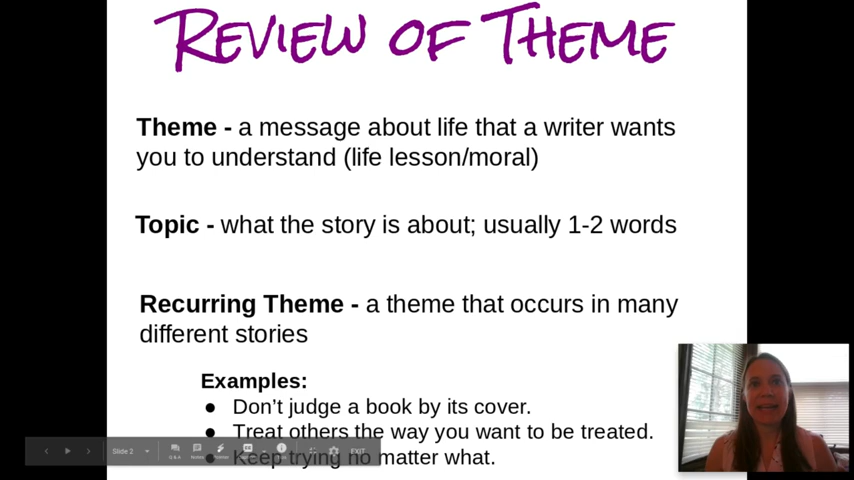 REVIEW OF THEME
Theme - a message about life that a writer wants
you to understand (life lesson/moral)
Topic - what the story is about; usually 1-2 words
Recurring Theme - a theme that occurs in many
different stories
Examples:
● Don’t judge a book by its cover.
● Treat others the way you want to be treated.
● Keep trying no matter what.
Slide 2
Q & A
Notes
EXIT